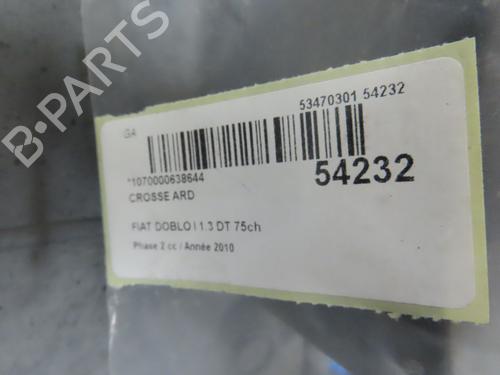 GA
53470301 54232
*1070000638644
54232
CROSSE ARD
FIAT DOBLO I 1.3 DT 75ch
Phase 2 cc / Année 2010
B-PARTS